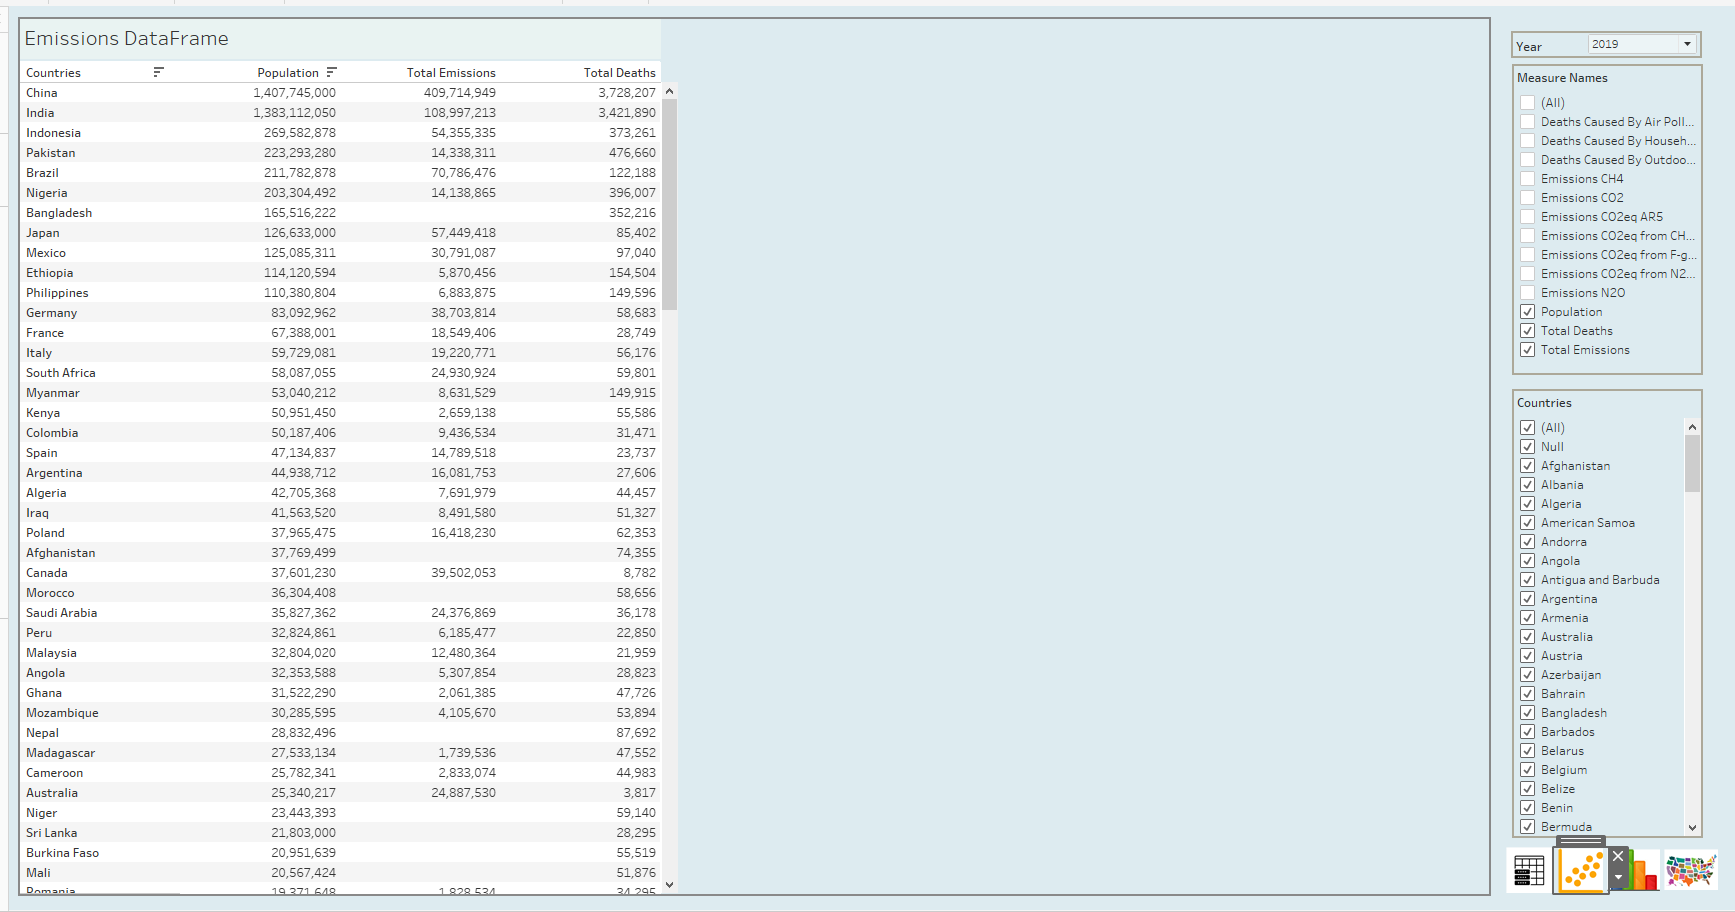 Emissions DataFrame
Countries Population Total Emissions Total Deaths
China 1,407,745,000 409,714,949 3,728,207
India 1,383,112,050 108,997,213 3,421,890
Indonesia 269,582,878 54,355,335 373,261
Pakistan 223,293,280 14,338,311 476,660
Brazil 211,782,878 70,786,476 122,188
Nigeria 203,304,492 14,138,865 396,007
Bangladesh 165,516,222 352,216
Japan 126,633,000 57,449,418 85,402
Mexico 125,085,311 30,791,087 97,040
Ethiopia 114,120,594 5,870,456 154,504
Philippines 110,380,804 6,883,875 149,596
Germany 83,092,962 38,703,814 58,683
France 67,388,001 18,549,406 28,749
Italy 59,729,081 19,220,771 56,176
South Africa 58,087,055 24,930,924 59,801
Myanmar 53,040,212 8,631,529 149,915
Kenya 50,951,450 2,659,138 55,586
Colombia 50,187,406 9,436,534 31,471
Spain 47,134,837 14,789,518 23,737
Argentina 44,938,712 16,081,753 27,606
Algeria 42,705,368 7,691,979 44,457
Iraq 41,563,520 8,491,580 51,327
Poland 37,965,475 16,418,230 62,353
Afghanistan 37,769,499 74,355
Canada 37,601,230 39,502,053 8,782
Morocco 36,304,408 58,656
Saudi Arabia 35,827,362 24,376,869 36,178
Peru 32,824,861 6,185,477 22,850
Malaysia 32,804,020 12,480,364 21,959
Angola 32,353,588 5,307,854 28,823
Ghana 31,522,290 2,061,385 47,726
Mozambique 30,285,595 4,105,670 53,894
Nepal 28,832,496 87,692
Madagascar 27,533,134 1,739,536 47,552
Cameroon 25,782,341 2,833,074 44,983
Australia 25,340,217 24,887,530 3,817
Niger 23,443,393 59,140
Sri Lanka 21,803,000 28,295
Burkina Faso 20,951,639 55,519
Mali 20,567,424 51,876
Romania 19,371,648 1,828,534 34,295
Year 2019
Measure Names
(All)
Deaths Caused By Air Poll...
Deaths Caused By Househ...
Deaths Caused By Outdoo...
Emissions CH4
Emissions CO2
Emissions CO2eq AR5
Emissions CO2eq from CH...
Emissions CO2eq from F-g...
Emissions CO2eq from N2...
Emissions N2O
Population
Total Deaths
Total Emissions
Countries
(All)
Null
Afghanistan
Albania
Algeria
American Samoa
Andorra
Angola
Antigua and Barbuda
Argentina
Armenia
Australia
Austria
Azerbaijan
Bahrain
Bangladesh
Barbados
Belarus
Belgium
Belize
Benin
Bermuda